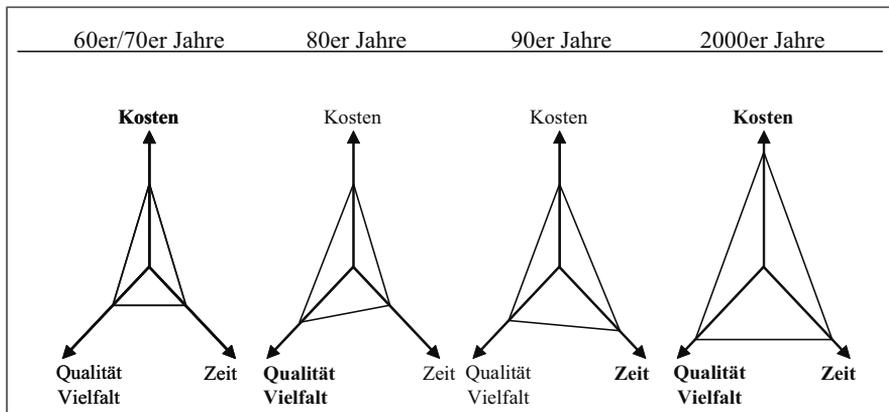 60er/70er Jahre 80er Jahre 90er Jahre 2000er Jahre
Kosten Kosten Kosten Kosten
Qualität Zeit Qualität Zeit Qualität Zeit Qualität Zeit
Vielfalt Vielfalt Vielfalt Vielfalt